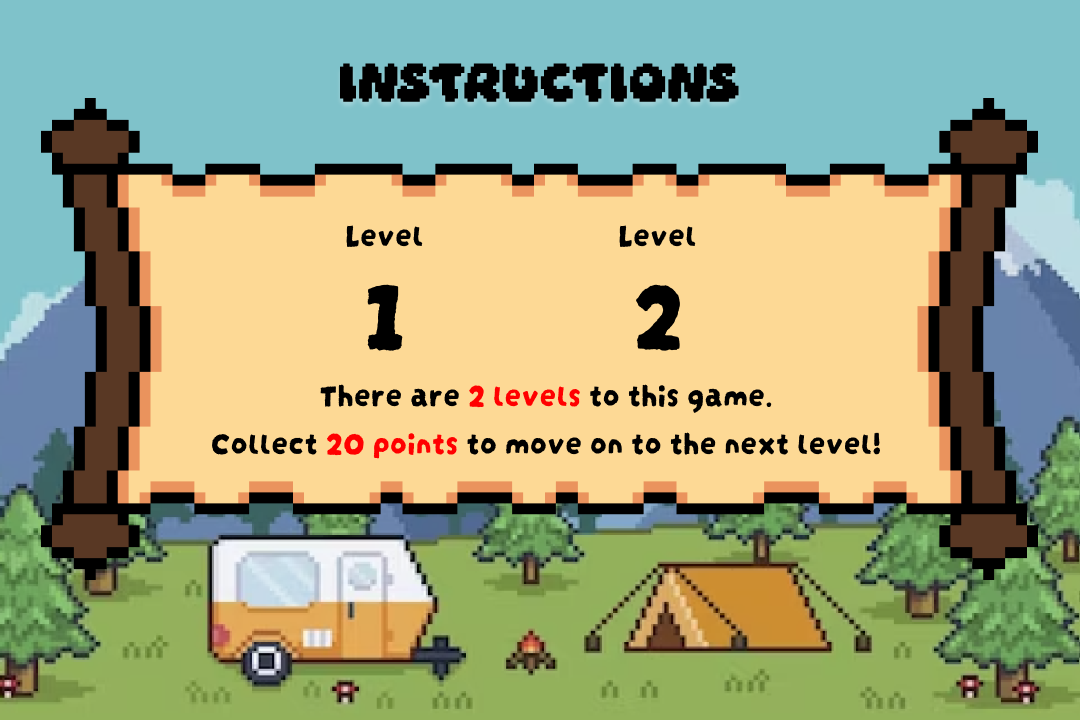 INSTRUCTIONS
Level Level
1 2
There are 2 levels to this game.
Collect 20 points to move on to the next level!